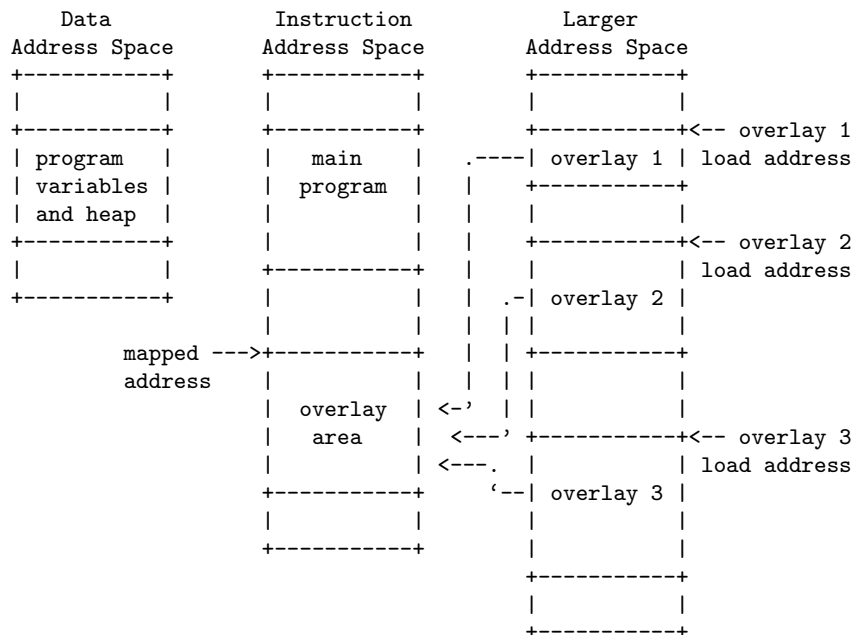 Data             Instruction            Larger
Address Space       Address Space        Address Space
+-----------+       +-----------+        +-----------+
|           |       |           |        |           |
+-----------+       +-----------+        +-----------+<-- overlay 1
| program   |       |   main    |   .----| overlay 1 | load address
| variables |       |  program  |   |    +-----------+
| and heap  |       |           |   |    |           |
+-----------+       |           |   |    +-----------+<-- overlay 2
|           |       +-----------+   |    |           | load address
+-----------+       |           |   |  .-| overlay 2 |
                    |           |   |  | |           |
         mapped --->+-----------+   |  | +-----------+
         address    |           |   |  | |           |
                    |  overlay  | <-'  | |           |
                    |   area    |  <---' +-----------+<-- overlay 3
                    |           | <---.  |           | load address
                    +-----------+     `--| overlay 3 |
                    |           |        |           |
                    +-----------+        |           |
                                         +-----------+
                                         |           |
                                         +-----------+